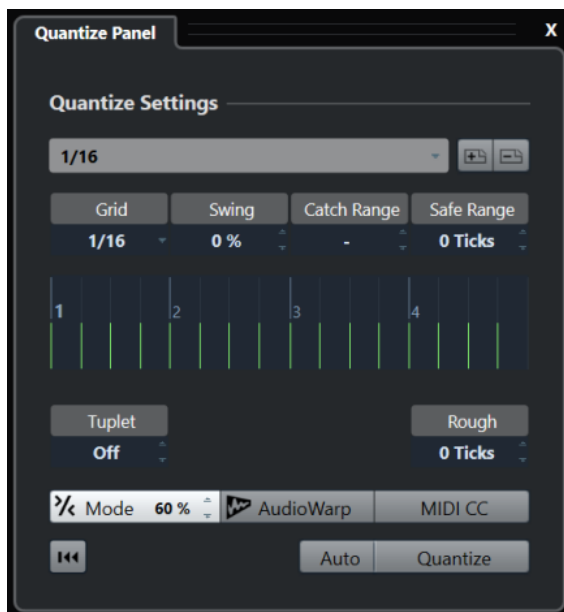 Quantize Panel X
Quantize Settings
1/16
Grid Swing Catch Range Safe Range
1/16 0 % - 0 Ticks
1 2 3 4
Tuplet Rough
Off 0 Ticks
Mode 60 % AudioWarp MIDI CC
Auto Quantize